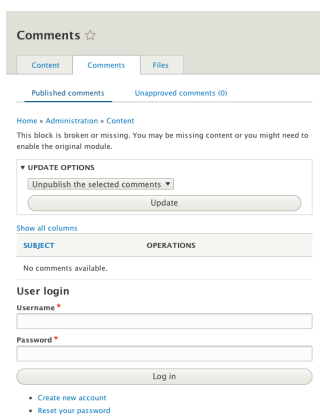 Comments ☆
Content Comments Files
Published comments Unapproved comments (0)
Home » Administration » Content
This block is broken or missing. You may be missing content or you might need to
enable the original module.
▼ UPDATE OPTIONS
Unpublish the selected comments ▼
Update
Show all columns
SUBJECT OPERATIONS
No comments available.
User login
Username *
Password *
Log in
• Create new account
• Reset your password